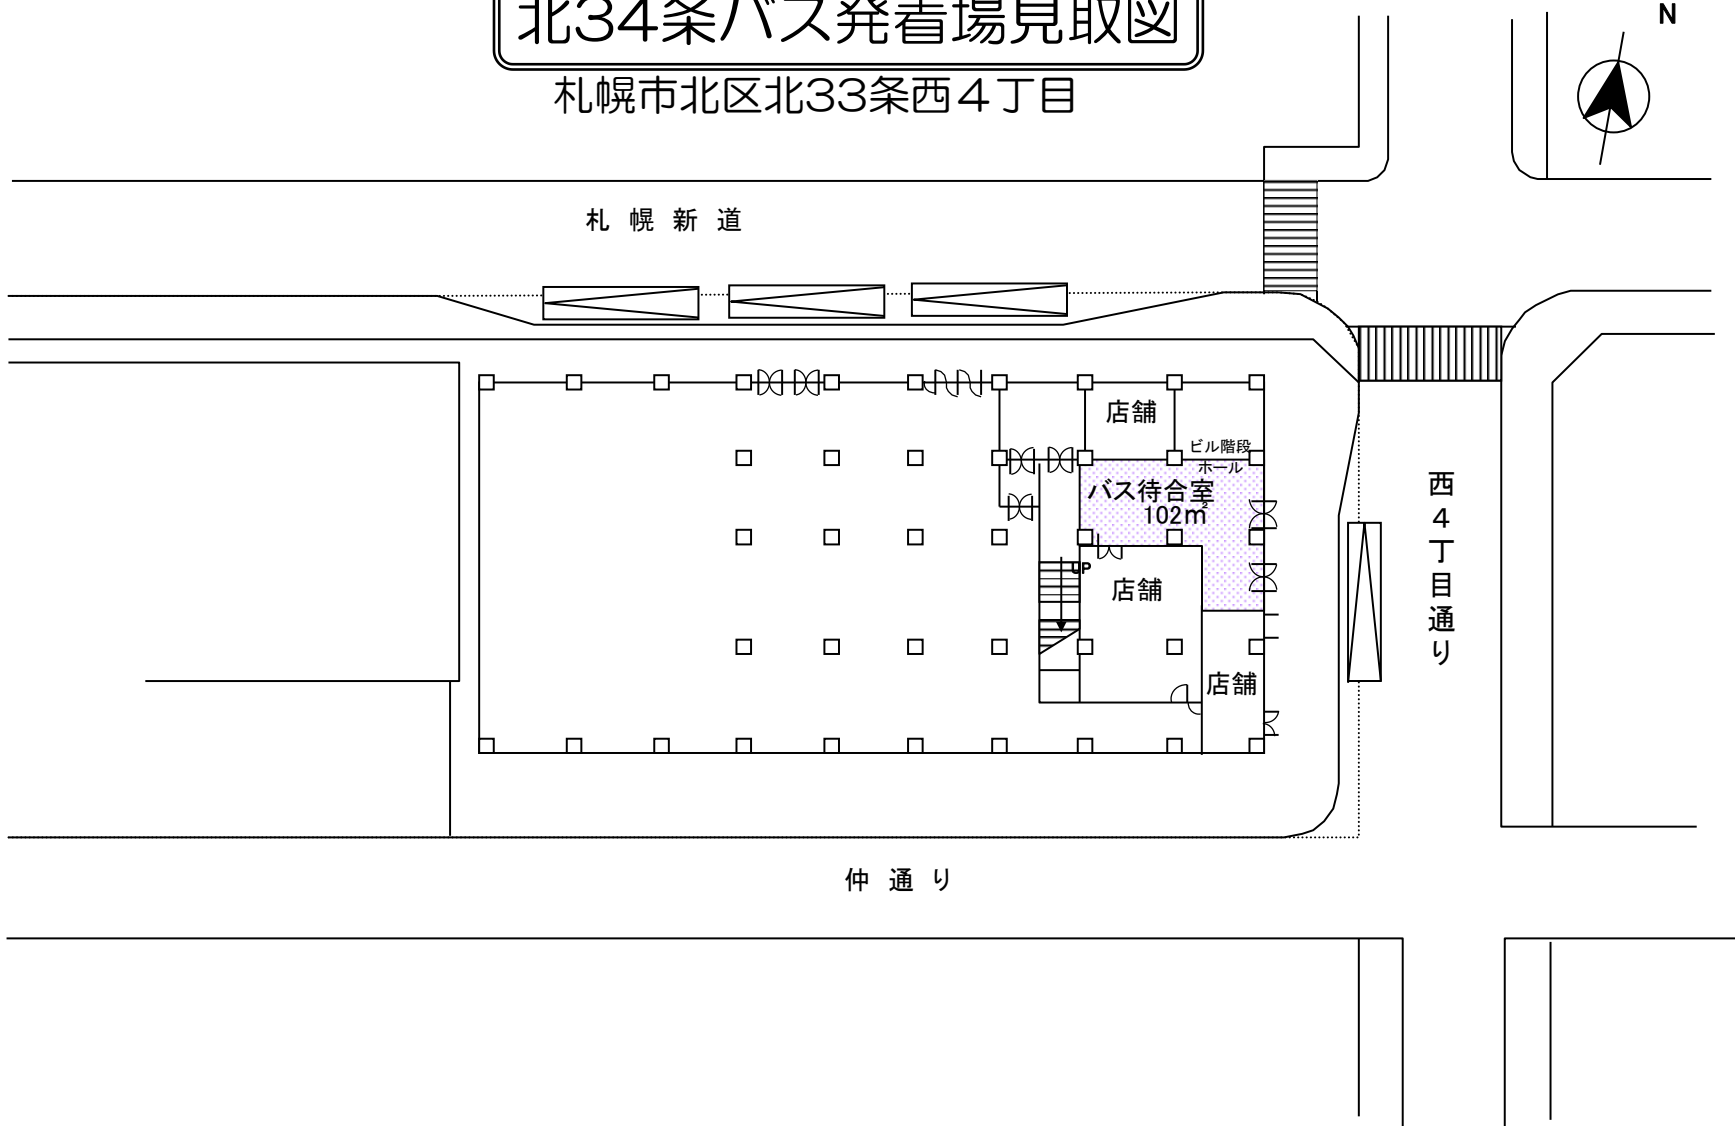 北34条バス発着場見取図
N
札幌市北区北33条西4丁目
札幌新道
店舗
ビル階段
ホール
バス待合室
102㎡
UP
店舗
西4丁目通り
店舗
仲通り